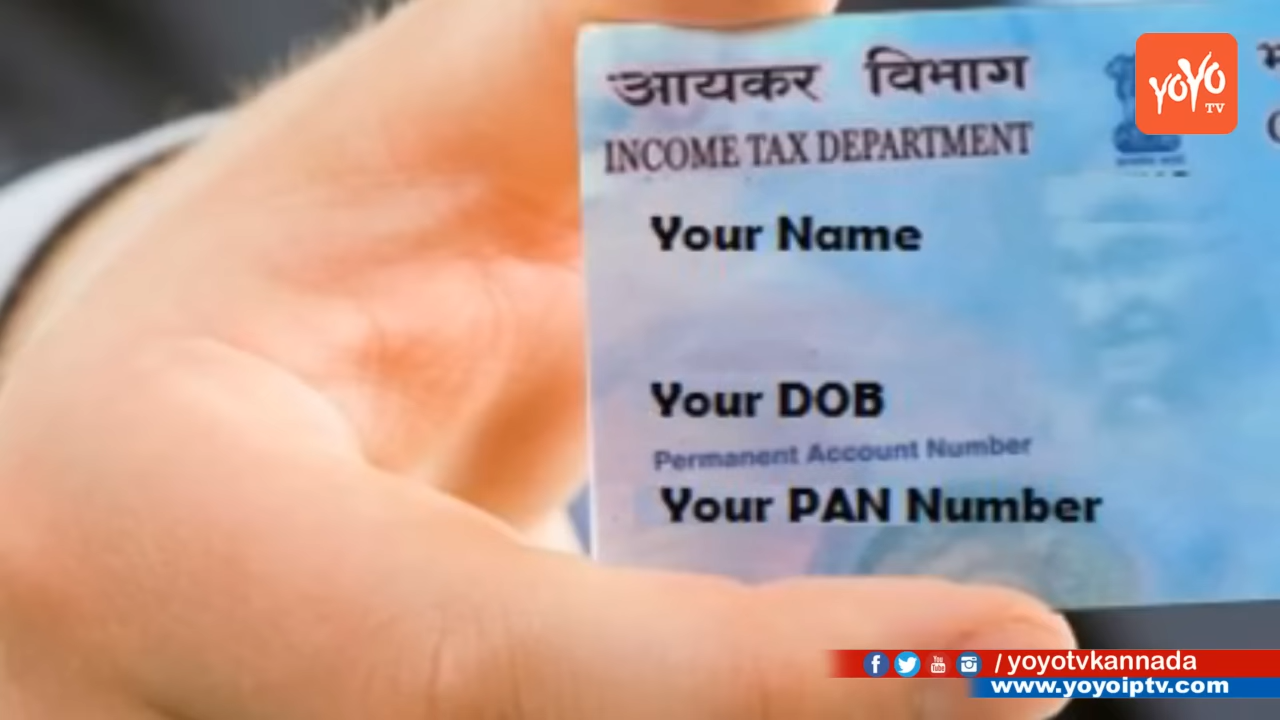 आयकर विभाग
INCOME TAX DEPARTMENT
YOYO
TV
Your Name
Your DOB
Permanent Account Number
Your PAN Number
/ yoyotvkannada
www.yoyoiptv.com